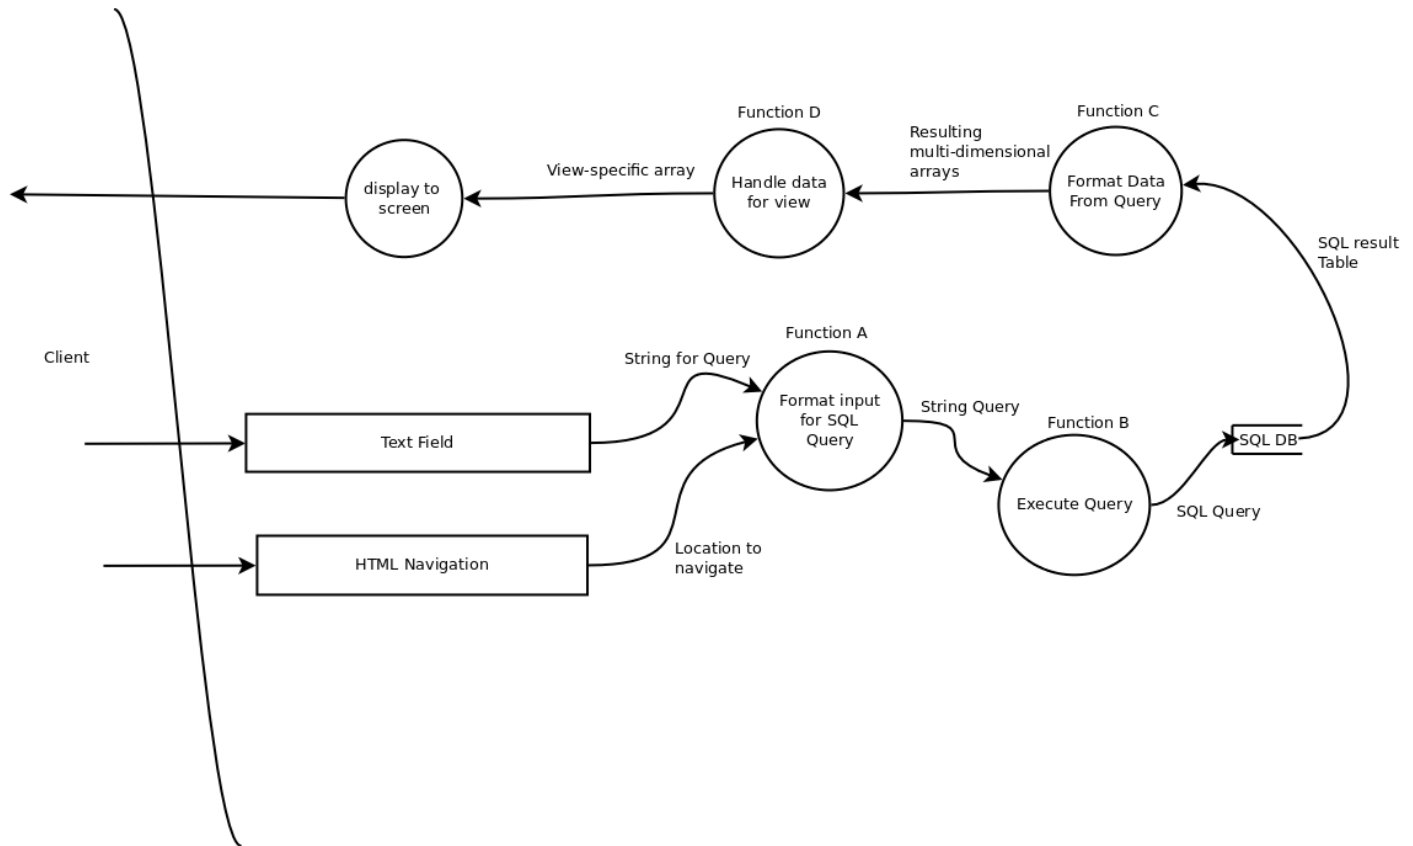 Function D
Function C
Resulting
multi-dimensional
arrays
View-specific array
display to
screen
Handle data
for view
Format Data
From Query
SQL result
Table
Client
Function A
String for Query
Format input
for SQL
Query
String Query
Function B
Text Field
SQL DB
Execute Query
SQL Query
Location to
navigate
HTML Navigation